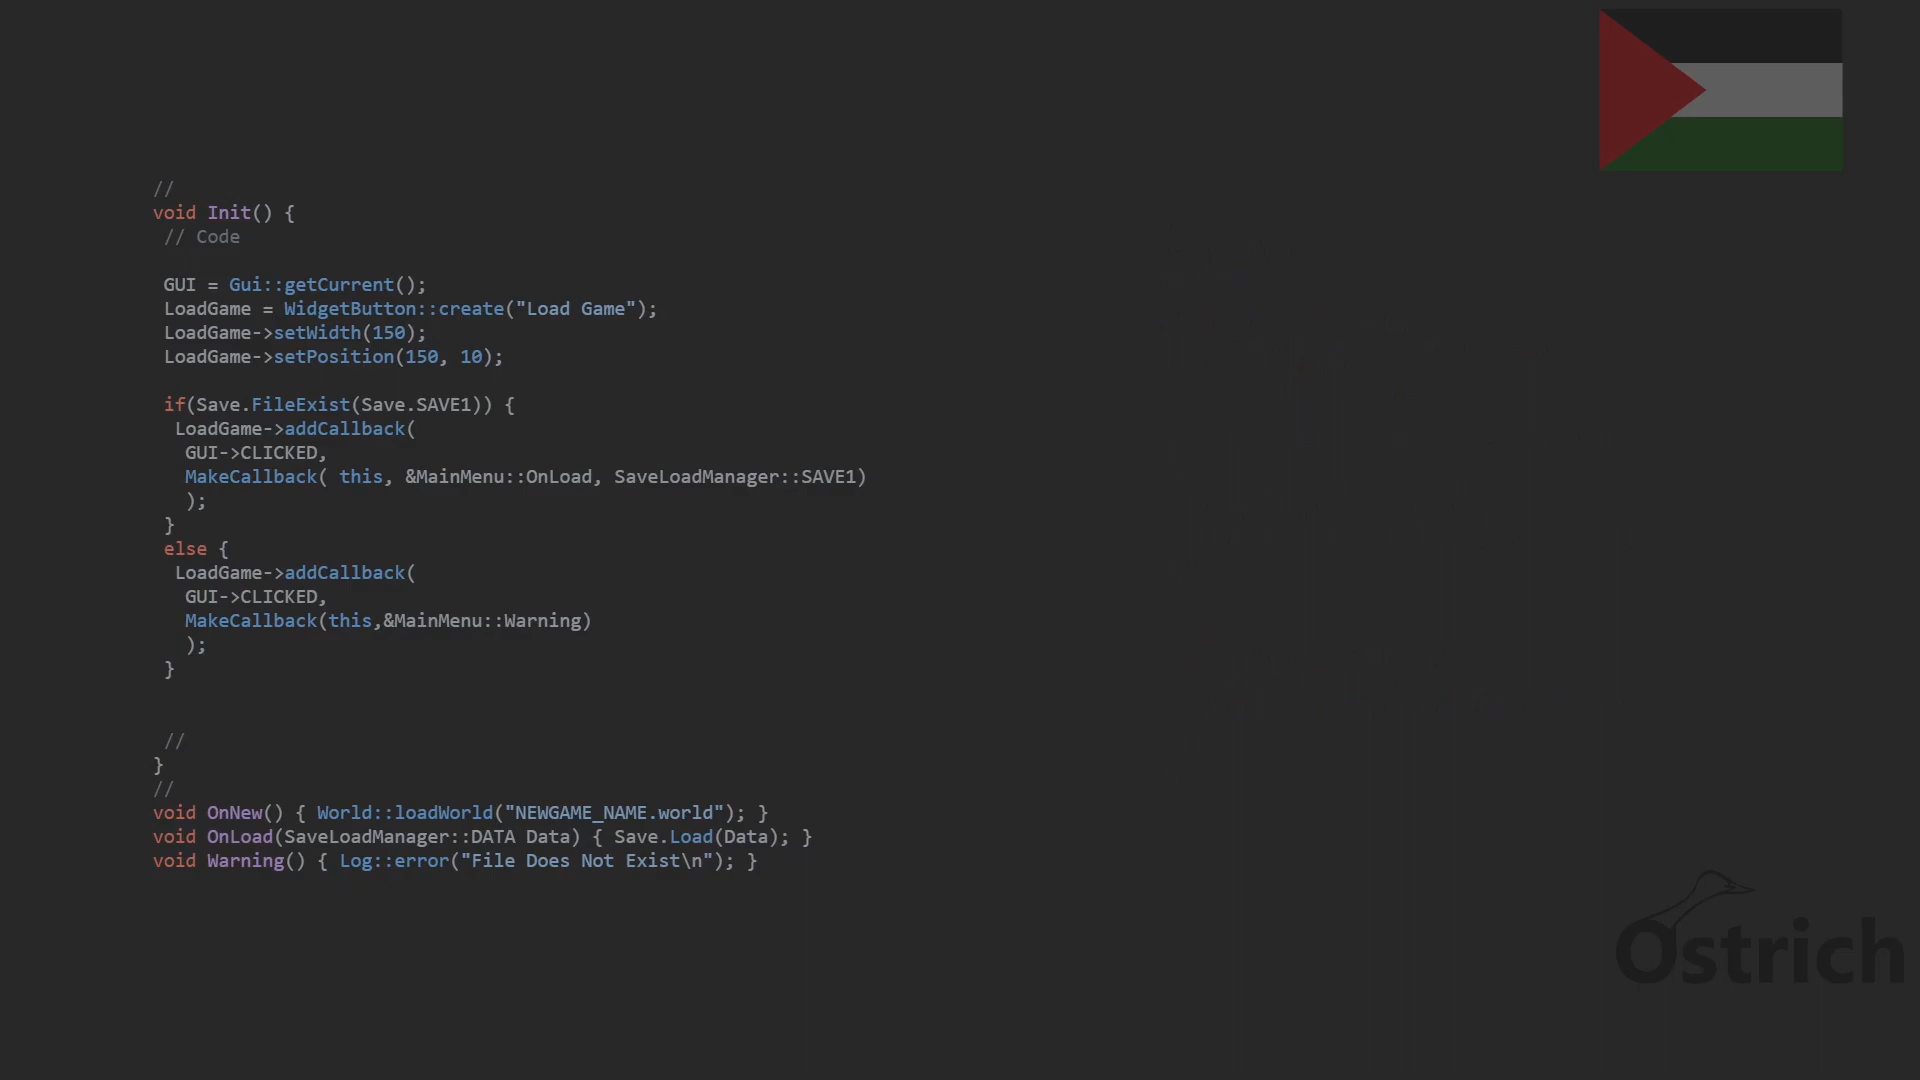 //
void Init() {
// Code
GUI = Gui::getCurrent();
LoadGame = WidgetButton::create("Load Game");
LoadGame->setWidth(150);
LoadGame->setPosition(150, 10);
if(Save.FileExist(Save.SAVE1)) {
LoadGame->addCallback(
GUI->CLICKED,
MakeCallback( this, &MainMenu::OnLoad, SaveLoadManager::SAVE1)
);
}
else {
LoadGame->addCallback(
GUI->CLICKED,
MakeCallback(this,&MainMenu::Warning)
);
}
//
}
//
void OnNew() { World::loadWorld("NEWGAME_NAME.world"); }
void OnLoad(SaveLoadManager::DATA Data) { Save.Load(Data); }
void Warning() { Log::error("File Does Not Exist\n"); }
Ostrich